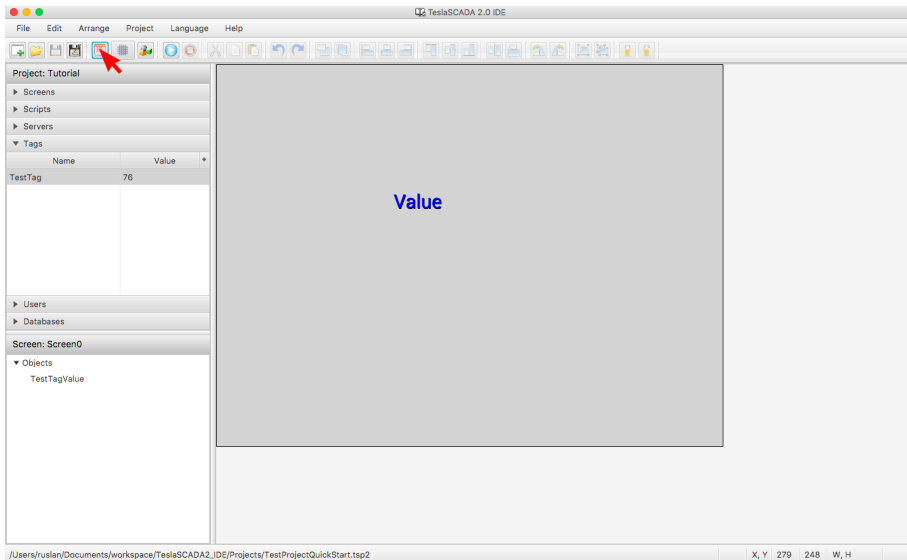 TeslaSCADA 2.0 IDE
File Edit Arrange Project Language Help
Project: Tutorial
Screens
Scripts
Servers
Tags
Name Value +
TestTag 76
Value
Users
Databases
Screen: Screen0
Objects
TestTagValue
/Users/ruslan/Documents/workspace/TeslaSCADA2_IDE/Projects/TestProjectQuickStart.tsp2 X, Y 279 248 W, H